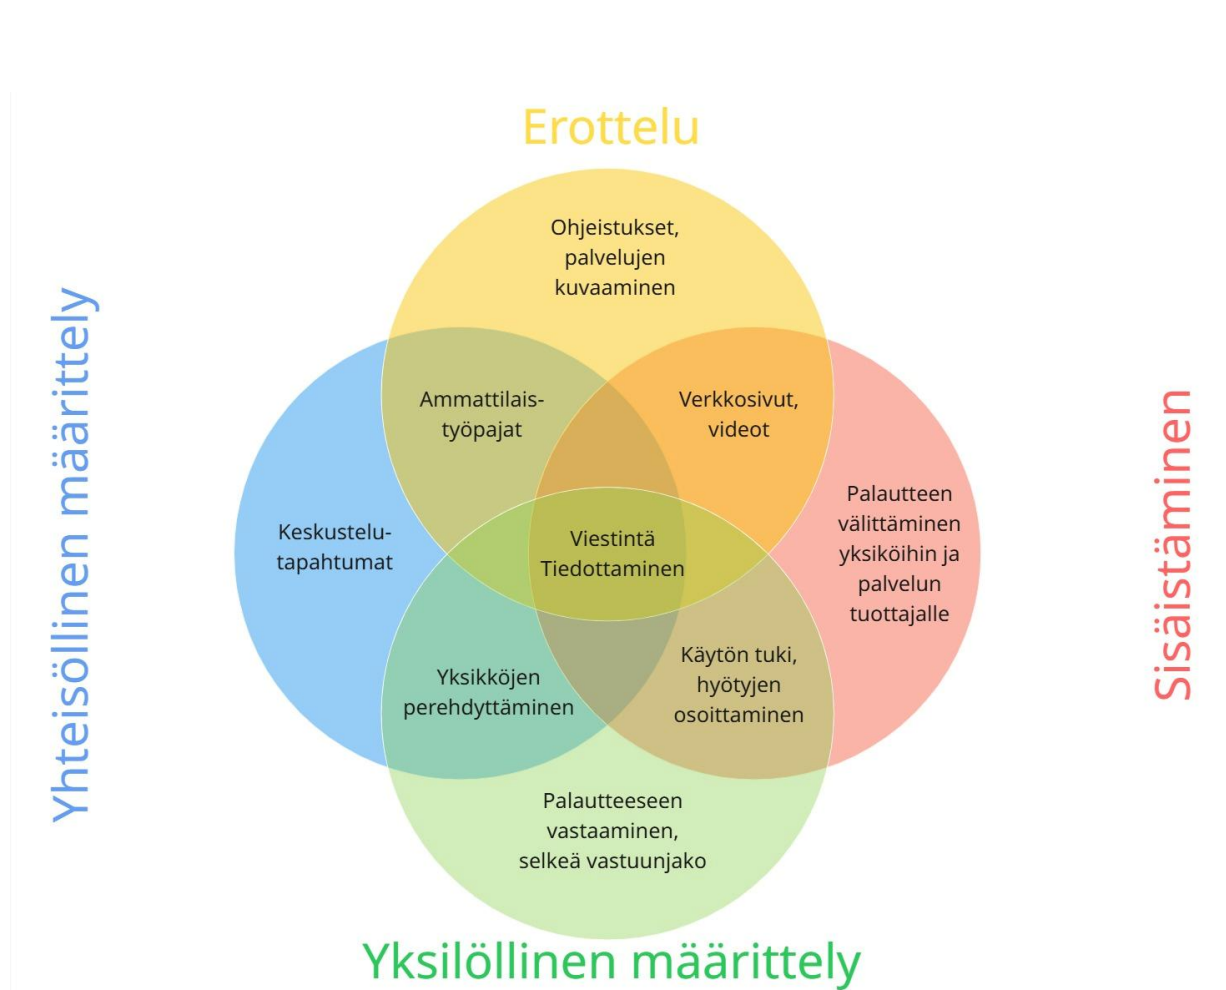 Erottelu
Ohjeistukset,
palvelujen
kuvaaminen
Yhteisöllinen määrittely
Ammattilais-
työpajat
Verkkosivut,
videot
Keskustelu-
tapahtumat
Viestintä
Tiedottaminen
Palautteen
välittäminen
yksiköihin ja
palvelun
tuottajalle
Sisäistäminen
Yksikköjen
perehdyttäminen
Käytön tuki,
hyötyjen
osoittaminen
Palautteeseen
vastaaminen,
selkeä vastuunjako
Yksilöllinen määrittely